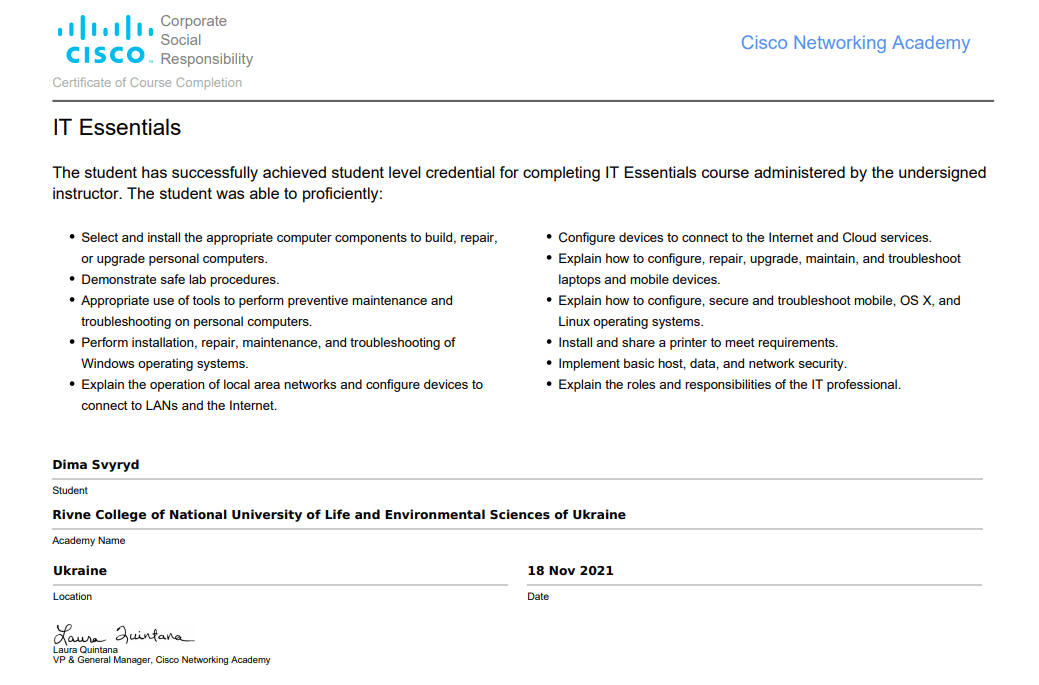 Corporate
Social
Responsibility
CISCO
Cisco Networking Academy
Certificate of Course Completion
IT Essentials
The student has successfully achieved student level credential for completing IT Essentials course administered by the undersigned
instructor. The student was able to proficiently:
• Select and install the appropriate computer components to build, repair,
or upgrade personal computers.
• Demonstrate safe lab procedures.
• Appropriate use of tools to perform preventive maintenance and
troubleshooting on personal computers.
• Perform installation, repair, maintenance, and troubleshooting of
Windows operating systems.
• Explain the operation of local area networks and configure devices to
connect to LANs and the Internet.
• Configure devices to connect to the Internet and Cloud services.
• Explain how to configure, repair, upgrade, maintain, and troubleshoot
laptops and mobile devices.
• Explain how to configure, secure and troubleshoot mobile, OS X, and
Linux operating systems.
• Install and share a printer to meet requirements.
• Implement basic host, data, and network security.
• Explain the roles and responsibilities of the IT professional.
Dima Svyryd
Student
Rivne College of National University of Life and Environmental Sciences of Ukraine
Academy Name
Ukraine
Location
18 Nov 2021
Date
Laura Quintana
Laura Quintana
VP & General Manager, Cisco Networking Academy